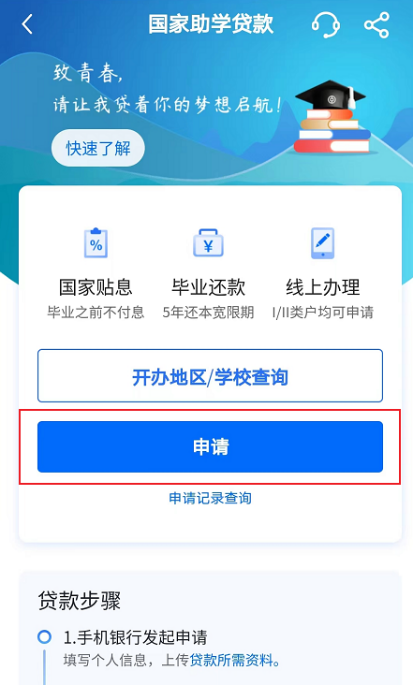 国家助学贷款
致青春,
请让我贷着你的梦想启航!
快速了解
国家贴息
毕业还款
线上办理
毕业之前不付息
5年还本宽限期
I/II类户均可申请
开办地区/学校查询
申请
申请记录查询
贷款步骤
1.手机银行发起申请
填写个人信息，上传贷款所需资料。